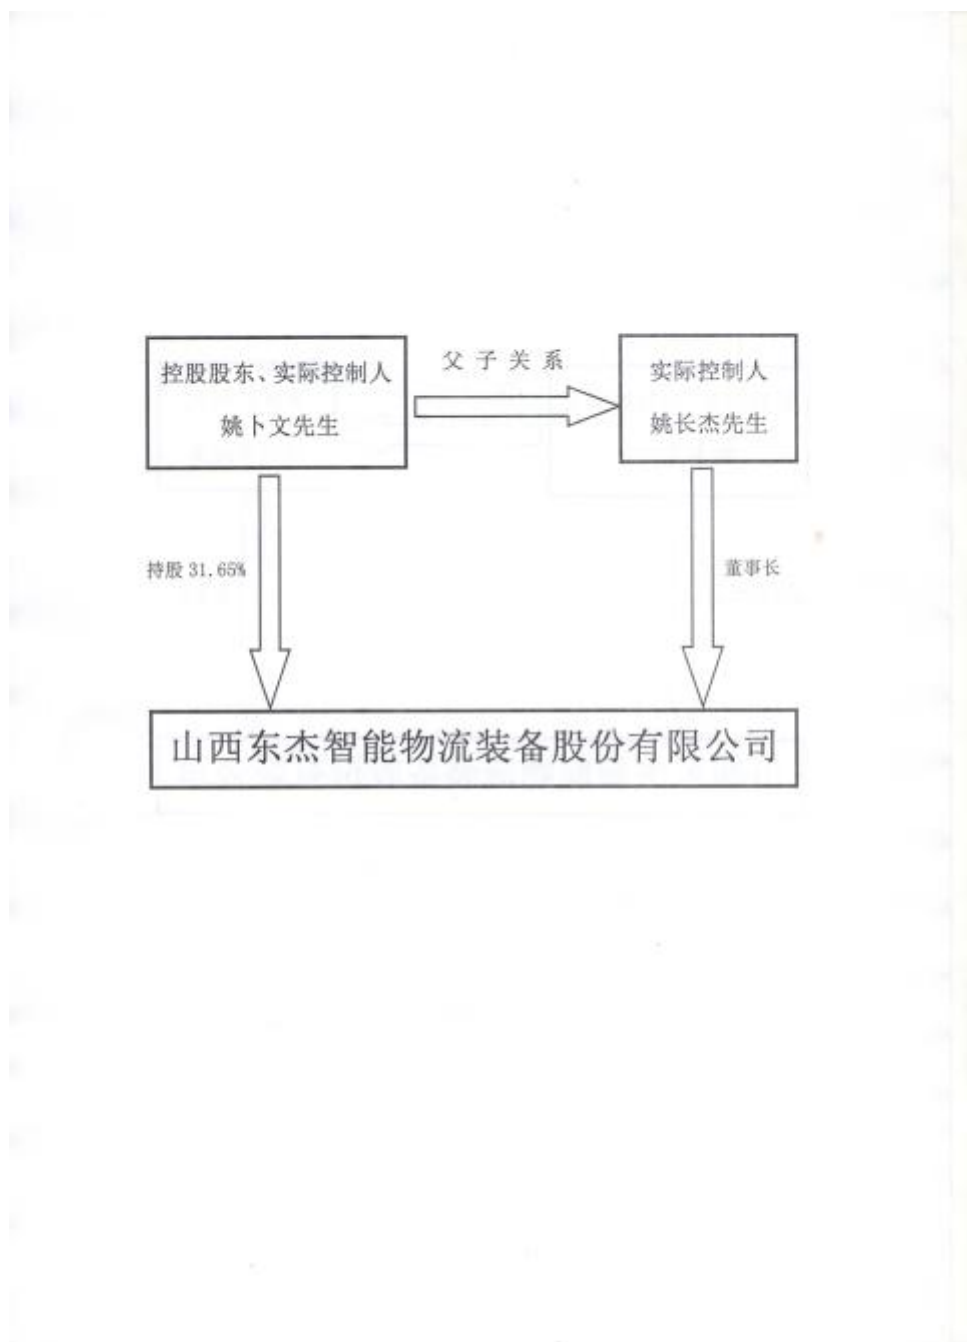 控股股东、实际控制人
姚卜文先生
父子关系
实际控制人
姚长杰先生
持股31.65%
董事长
山西东杰智能物流装备股份有限公司